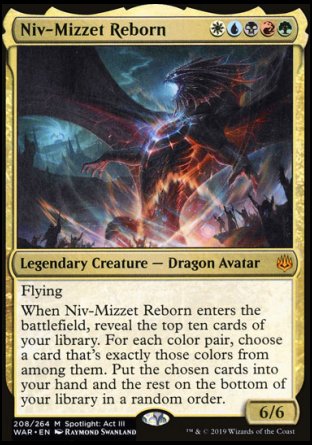 Niv-Mizzet Reborn
Legendary Creature — Dragon Avatar
Flying
When Niv-Mizzet Reborn enters the
battlefield, reveal the top ten cards of
your library. For each color pair, choose
a card that's exactly those colors from
among them. Put the chosen cards into
your hand and the rest on the bottom of
your library in a random order.
6/6
208/264 M Spotlight: Act III
WAR • EN RAYMOND SWANLAND
™ & © 2019 Wizards of the Coast